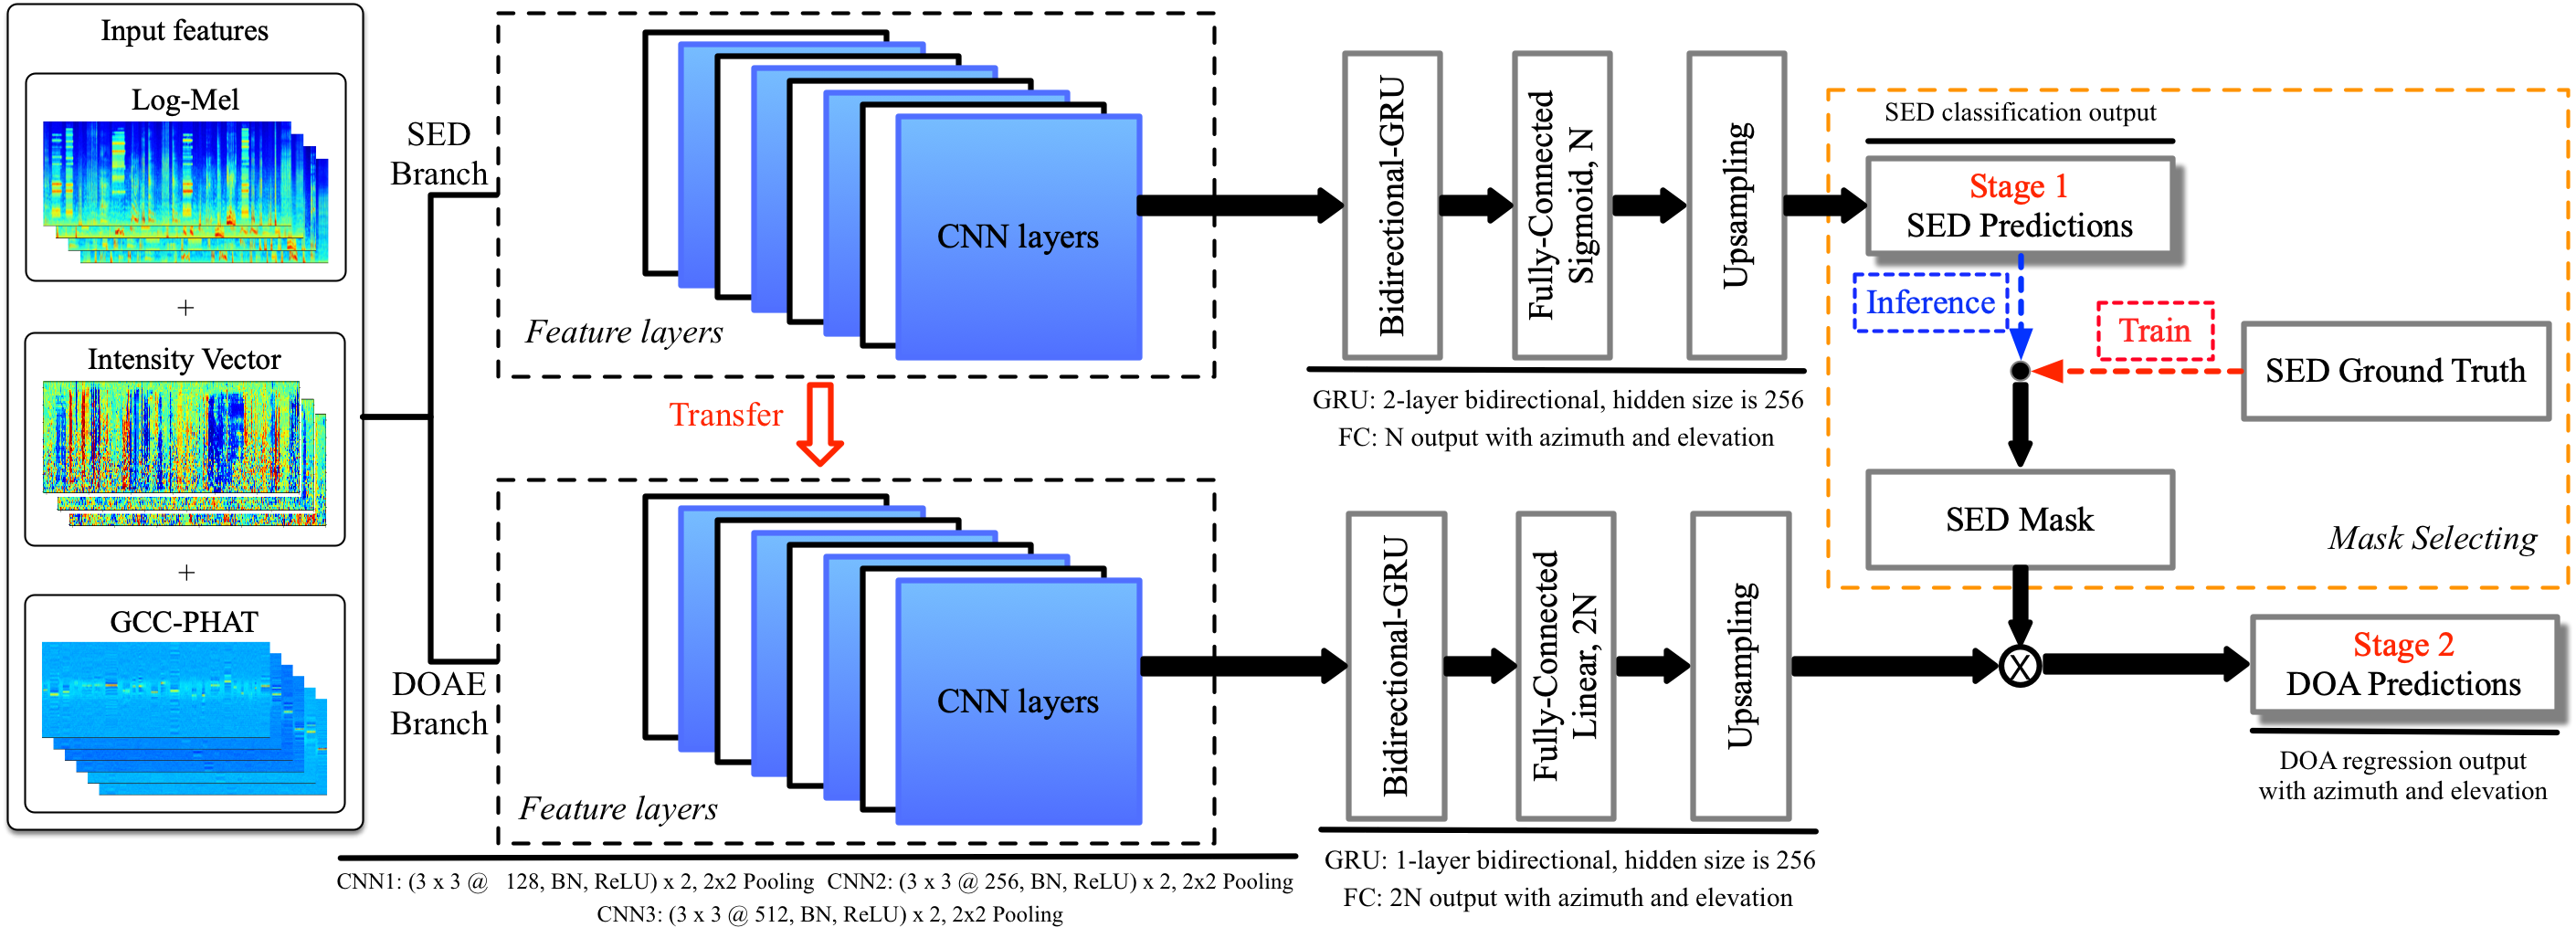 Input features
Log-Mel
+
Intensity Vector
+
GCC-PHAT
SED
Branch
DOAE
Branch
CNN layers
Feature layers
Transfer
CNN layers
Feature layers
CNN1: (3 x 3 @ 128, BN, ReLU) x 2, 2x2 Pooling CNN2: (3 x 3 @ 256, BN, ReLU) x 2, 2x2 Pooling
CNN3: (3 x 3 @ 512, BN, ReLU) x 2, 2x2 Pooling
Bidirectional-GRU
Fully-Connected
Sigmoid, N
Upsampling
GRU: 2-layer bidirectional, hidden size is 256
FC: N output with azimuth and elevation
Bidirectional-GRU
Fully-Connected
Linear, 2N
Upsampling
GRU: 1-layer bidirectional, hidden size is 256
FC: 2N output with azimuth and elevation
SED classification output
Stage 1
SED Predictions
Inference
Train
SED Ground Truth
SED Mask
Mask Selecting
X
Stage 2
DOA Predictions
DOA regression output
with azimuth and elevation